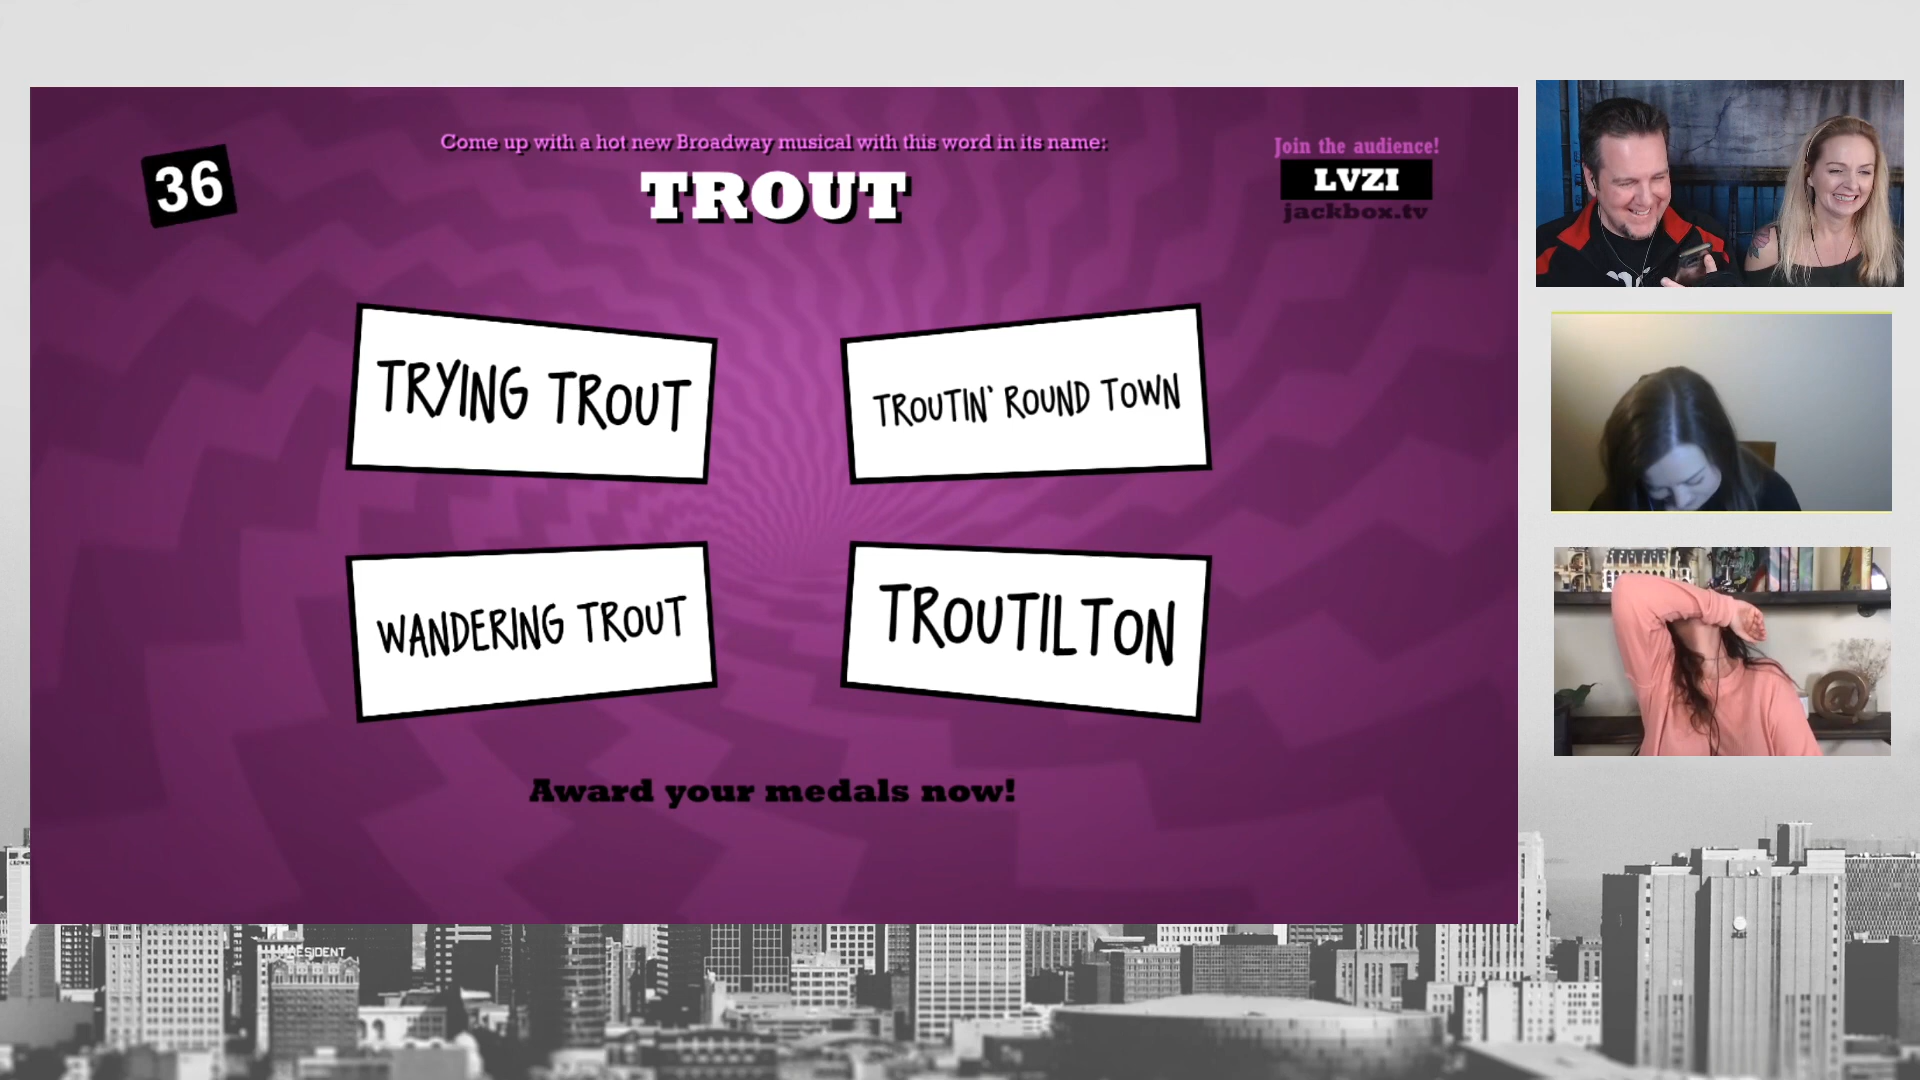 Come up with a hot new Broadway musical with this word in its name:
TROUT
36
Join the audience!
LVZI
jackbox.tv
TRYING TROUT
TROUTIN' ROUND TOWN
WANDERING TROUT
TROUTILTON
Award your medals now!